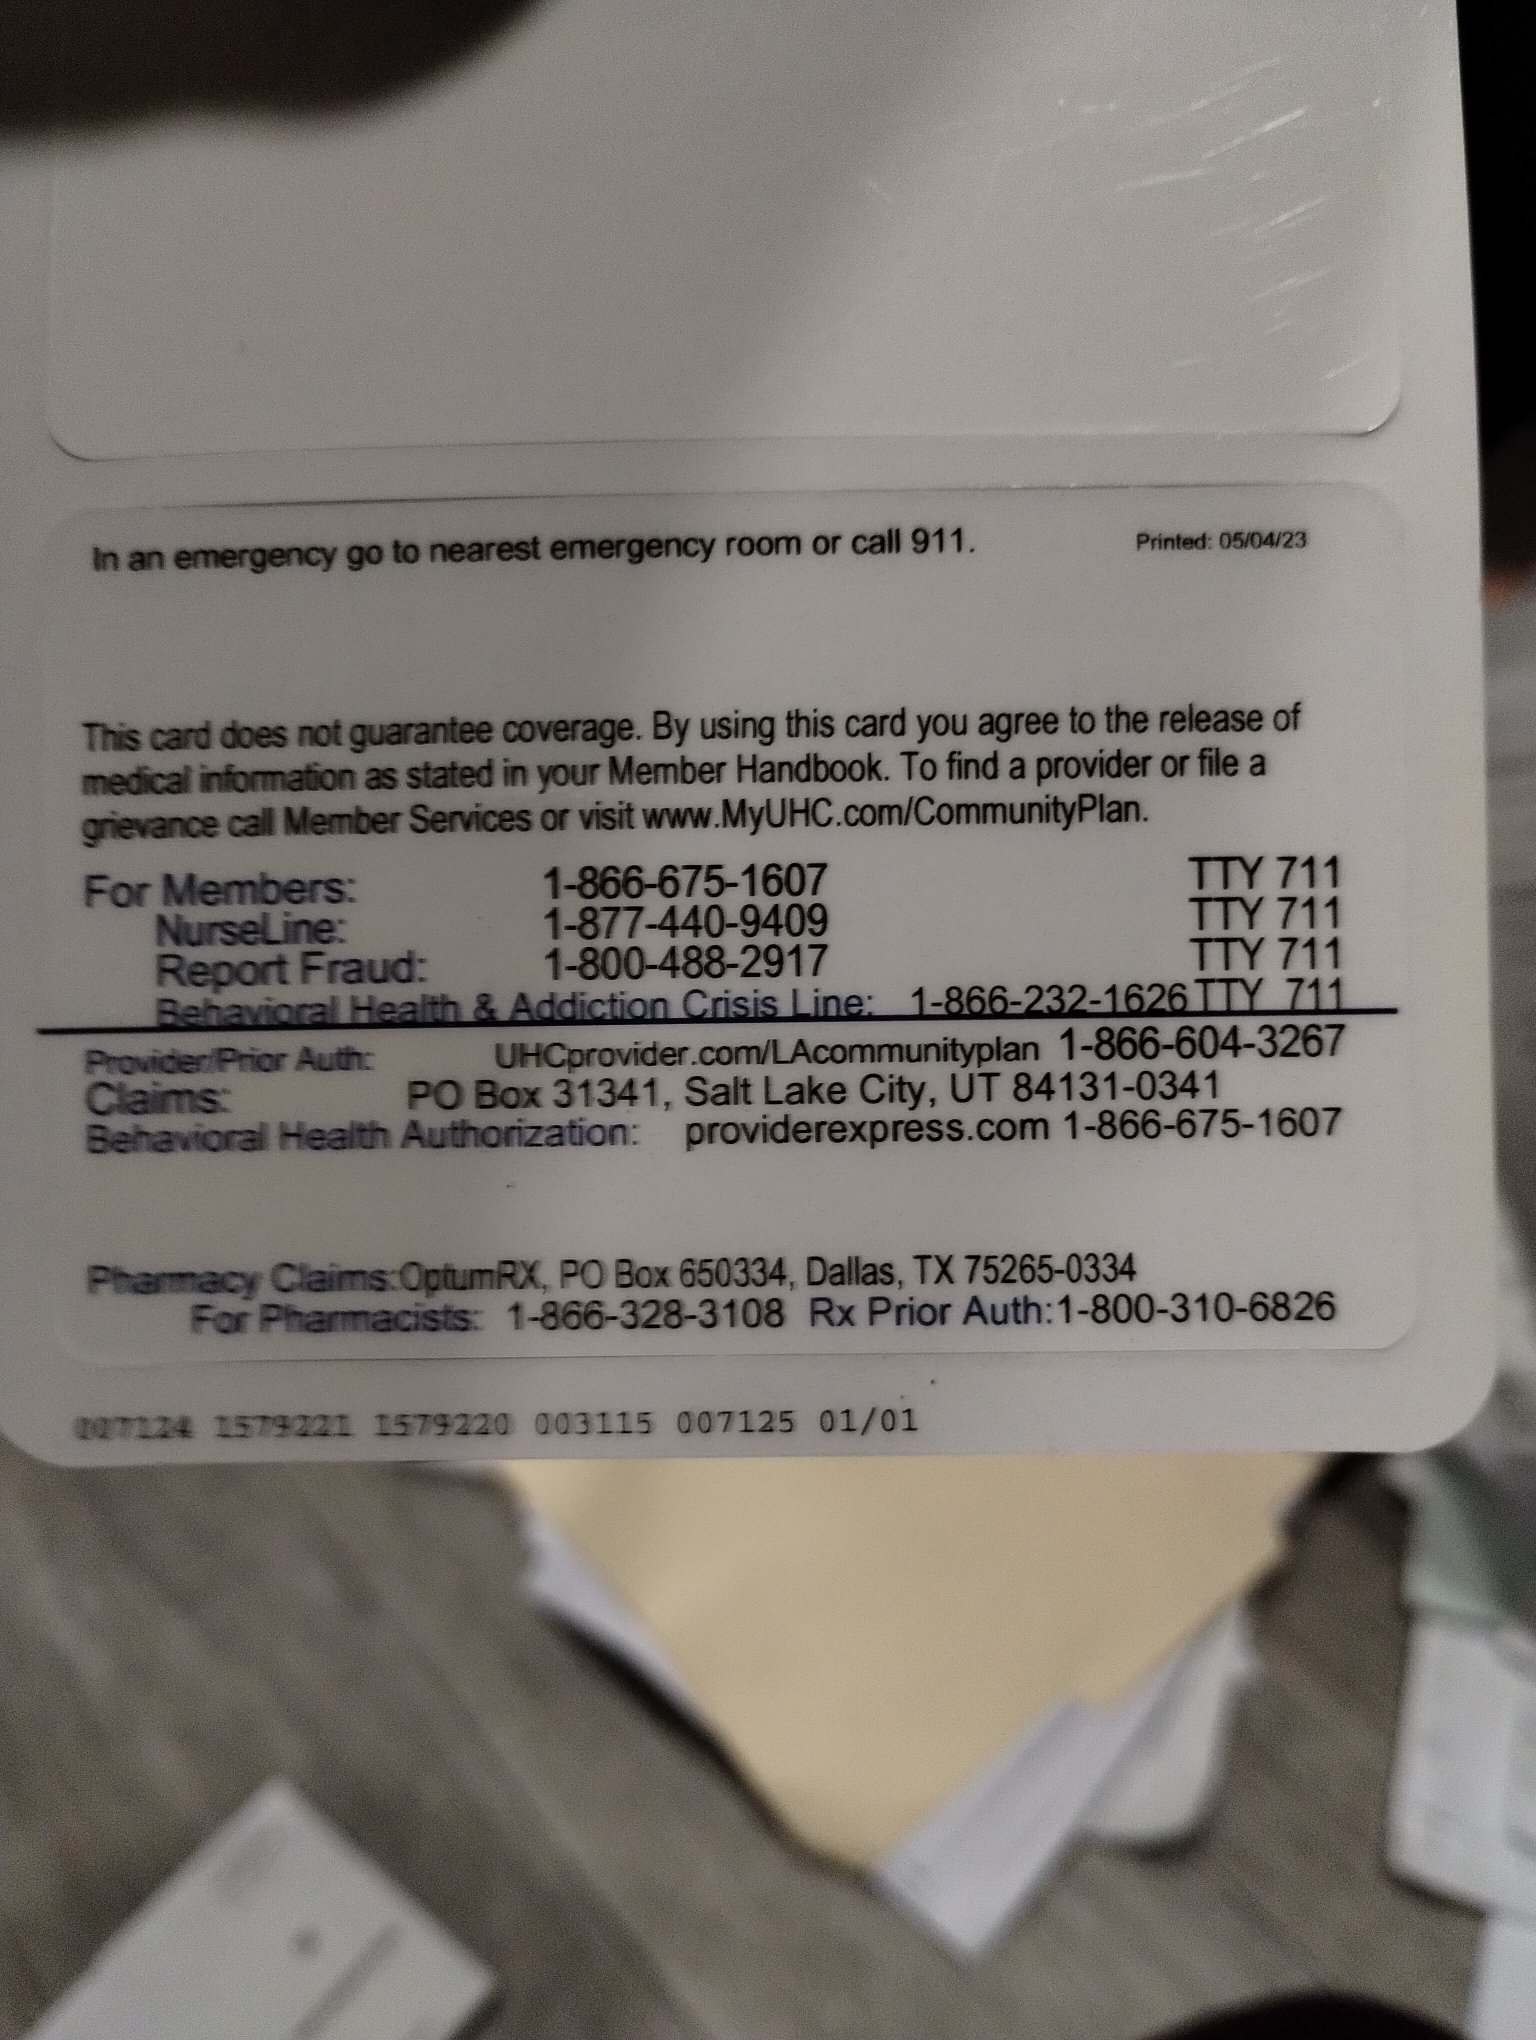 In an emergency go to nearest emergency room or call 911. Printed: 05/04/23
This card does not guarantee coverage. By using this card you agree to the release of
medical information as stated in your Member Handbook. To find a provider or file a
grievance call Member Services or visit www.MyUHC.com/CommunityPlan.
For Members: 1-866-675-1607 TTY 711
NurseLine: 1-877-440-9409 TTY 711
Report Fraud: 1-800-488-2917 TTY 711
Behavioral Health & Addiction Crisis Line: 1-866-232-1626 TTY 711
Provider/Prior Auth: UHCprovider.com/LAcommunityplan 1-866-604-3267
Claims: PO Box 31341, Salt Lake City, UT 84131-0341
Behavioral Health Authorization: providerexpress.com 1-866-675-1607
Pharmacy Claims:OptumRX, PO Box 650334, Dallas, TX 75265-0334
For Pharmacists: 1-866-328-3108 Rx Prior Auth:1-800-310-6826
007124 1579221 1579220 003115 007125 01/01